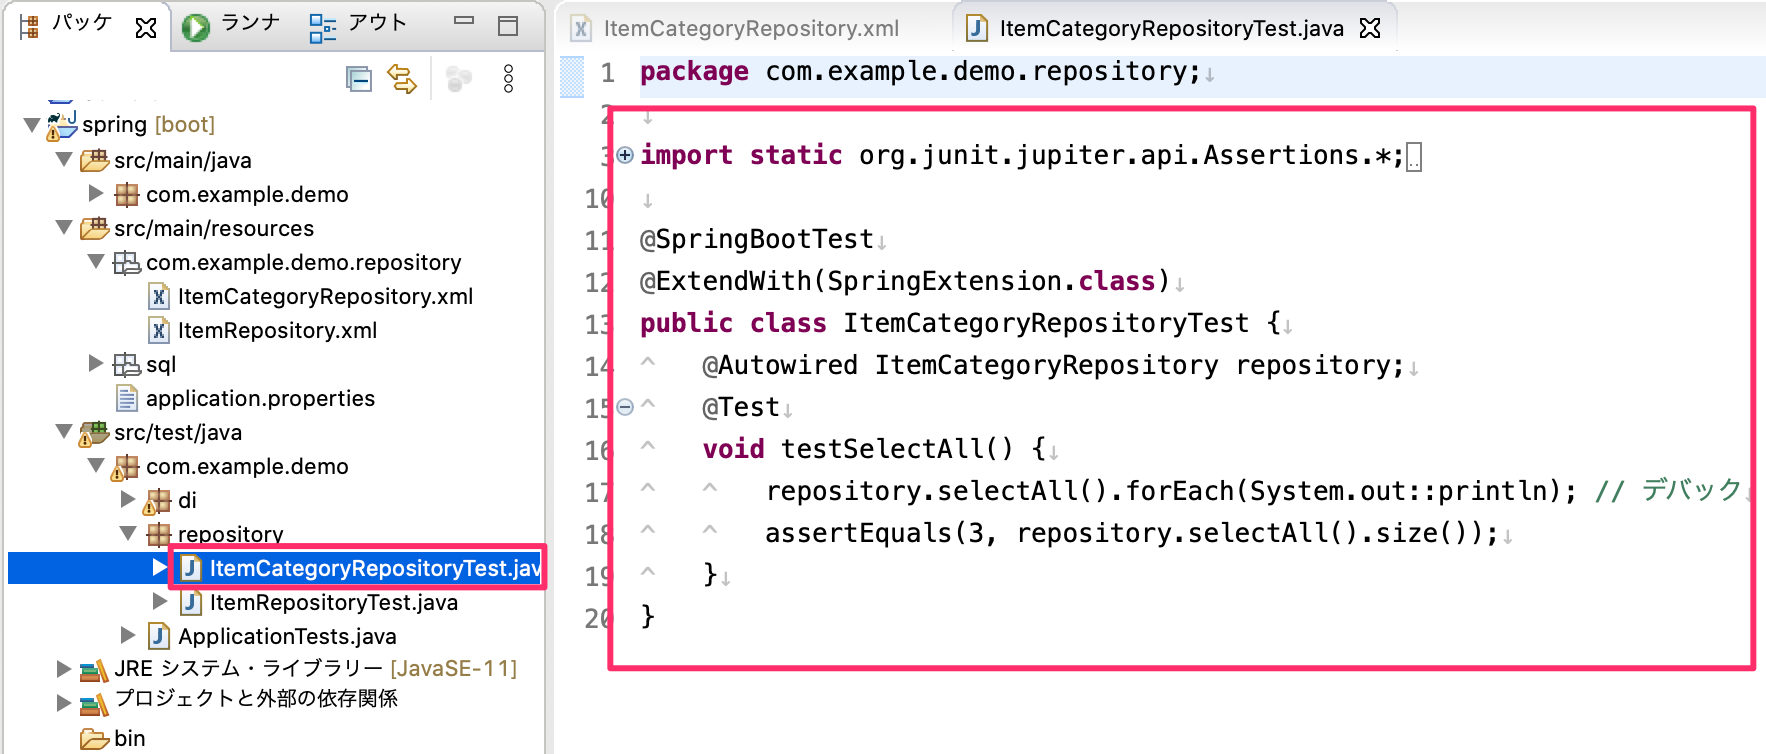 パッケ
ランナ
アウト
spring [boot]
src/main/java
com.example.demo
src/main/resources
com.example.demo.repository
ItemCategoryRepository.xml
ItemRepository.xml
sql
application.properties
src/test/java
com.example.demo
di
repository
ItemCategoryRepositoryTest.jav
ItemRepositoryTest.java
ApplicationTests.java
JRE システム・ライブラリー [JavaSE-11]
プロジェクトと外部の依存関係
bin
ItemCategoryRepository.xml
ItemCategoryRepositoryTest.java
1 package com.example.demo.repository;↓
2 ↓
3 import static org.junit.jupiter.api.Assertions.*;
10 ↓
11 @SpringBootTest↓
12 @ExtendWith(SpringExtension.class)↓
13 public class ItemCategoryRepositoryTest {↓
14 ^ @Autowired ItemCategoryRepository repository;↓
15 ^ @Test↓
16 ^ void testSelectAll() {↓
17 ^ ^ repository.selectAll().forEach(System.out::println); // デバック↓
18 ^ ^ assertEquals(3, repository.selectAll().size());↓
19 ^ }↓
20 }